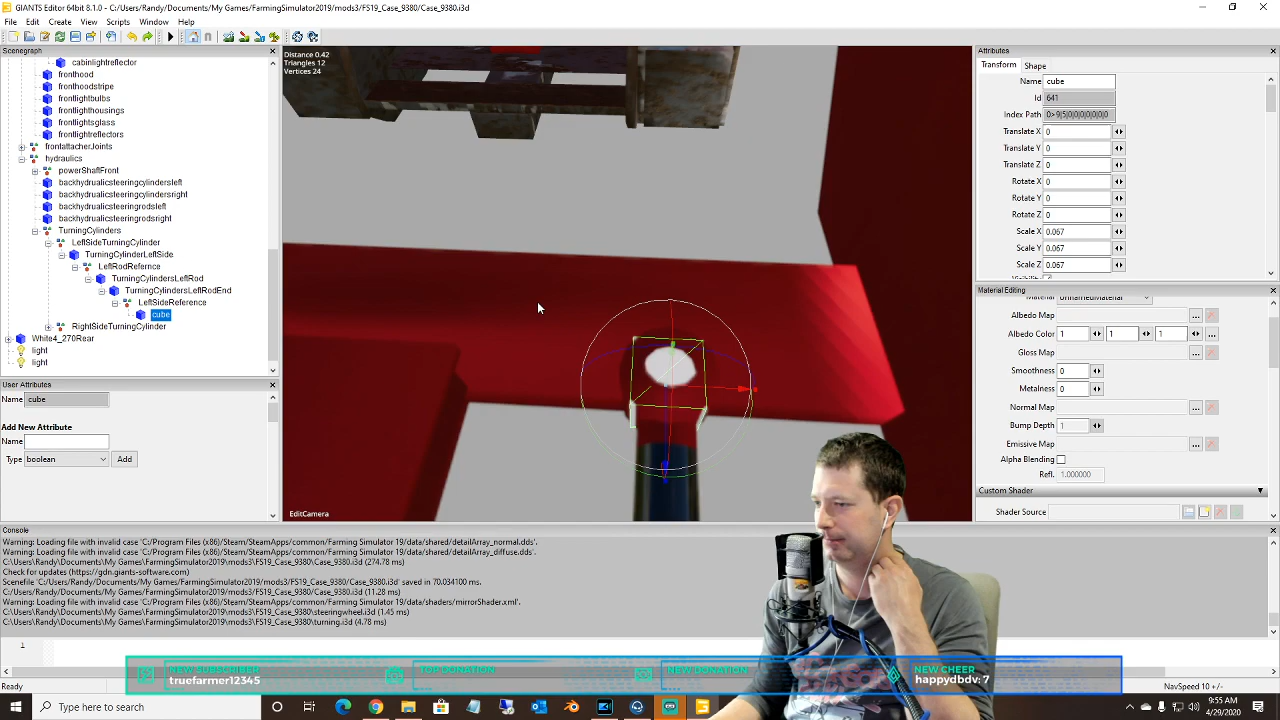 GIANTS Editor 64bit 8.1.0 - C:/Users/Randy/Documents/My Games/FarmingSimulator2019/mods3/FS19_Case_9380/Case_9380.i3d
File View Create Scripts Window Help
Scenegraph
cabinlightreflector
fronthood
fronthoodstripe
frontlightbulbs
frontlighthousings
frontlightsglass
frontlightreflectors
frontattacherJoints
hydraulics
powerShaftFront
backhyrdaulicsteeringcylindersleft
backhyrdaulicsteeringcylindersright
backhydraulicsteeringrodsleft
backhydraulicsteeringrodsright
TurningCylinders
LeftSideTurningCylinder
TurningCylinderLeftSide
LeftRodRefernce
TurningCylindersLeftRod
TurningCylindersLeftRodEnd
LeftSideReference
cube
RightSideTurningCylinder
White4_270Rear
light
light
User Attributes
Name cube
Add New Attribute
Name
Type boolean Add
Distance 0.42
Triangles 12
Vertices 24
EditCamera
Attributes
Transform Shape
Name cube
Id 641
Translate X 0
Translate Y 0
Translate Z 0
Rotate X 0
Rotate Y 0
Rotate Z 0
Scale X 0.067
Scale Y 0.067
Scale Z 0.067
Material Editing
Albedo Map ...
Albedo Color 1 1 1 ...
Gloss Map ...
Smoothness 0
Metalness 0
Normal Map ...
Bump Depth 1
Emissive Map ...
Alpha Blending
Refl. 1.000000
Custom Shader
Shader Source
Console
Warning: Loading file with invalid case 'C:/Program Files (x86)/Steam/SteamApps/common/Farming Simulator 19/data/shared/detailArray_normal.dds'.
Warning: Loading file with invalid case 'C:/Program Files (x86)/Steam/SteamApps/common/Farming Simulator 19/data/shared/detailArray_diffuse.dds'.
C:\Users\Randy\Documents\My Games\FarmingSimulator2019\mods3\FS19_Case_9380\Case_9380.i3d (274.78 ms)
Check for updates (https://gdn.giants-software.com)
Scenefile C:/Users/Randy/Documents/My Games/FarmingSimulator2019/mods3/FS19_Case_9380/Case_9380.i3d' saved in 70.034100 ms.
C:\Users\Randy\Documents\My Games\FarmingSimulator2019\mods3\FS19_Case_9380\Case_9380.i3d (11.28 ms)
Warning: Loading file with invalid case 'C:/Program Files (x86)/Steam/SteamApps/common/Farming Simulator 19/data/shaders/mirrorShader.xml'.
C:\Users\Randy\Documents\My Games\FarmingSimulator2019\mods3\FS19_Case_9380\steeringwheel.i3d (1.45 ms)
C:\Users\Randy\Documents\My Games\FarmingSimulator2019\mods3\FS19_Case_9380\turning.i3d (4.78 ms)
1
NEW SUBSCRIBER
truefarmer12345
TOP DONATION
NEW DONATION
NEW CHEER
happydbdv: 7
Ready
NavSpeed 10 +/-
Type here to search
9:55 AM
4/29/2020